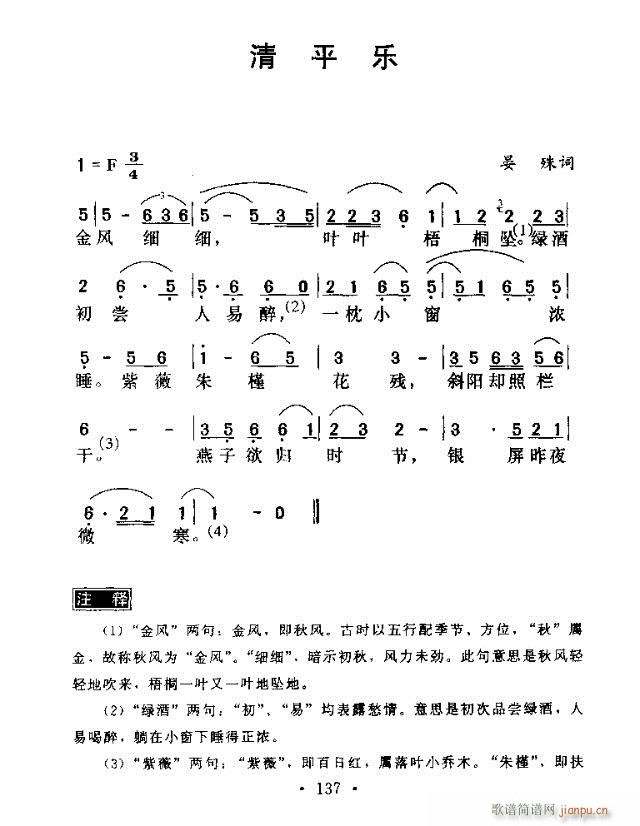 清 平 乐
1 = F 3/4 晏 殊词
5 | 5 - 6 3 6 | 5 - 5 3 5 | 2 2 2 3 6 1 | 1 2 2 2 3 |
金风 细 细, 叶叶 梧 桐坠。(1)绿酒
2 6 · 5 | 5 · 6 6 0 | 2 1 6 5 5 | 5 1 6 5 5 |
初尝 人易醉,(2) 一枕小 窗 浓
5 - 5 6 | 1 - 6 5 | 3 3 - | 3 5 6 3 5 6 |
睡。紫薇朱 槿 花 残, 斜阳却照栏
6 - - | 3 5 6 6 1 | 2 3 2 - | 3 · 5 2 1 |
干。(3) 燕子欲归 时 节, 银 屏昨夜
6 · 2 1 1 | 1 - 0 ‖
微 寒。(4)
注 释
(1)“金风”两句:金风,即秋风。古时以五行配季节、方位,“秋”属
金,故称秋风为“金风”。“细细”,暗示初秋,风力未劲。此句意思是秋风轻
轻地吹来,梧桐一叶又一叶地坠地。
(2)“绿酒”两句:“初”、“易”均表露愁情。意思是初次品尝绿酒,人
易喝醉,躺在小窗下睡得正浓。
(3)“紫薇”两句:“紫薇”,即百日红,属落叶小乔木。“朱槿”,即扶
· 137 ·
歌谱简谱网
jianpu.cn